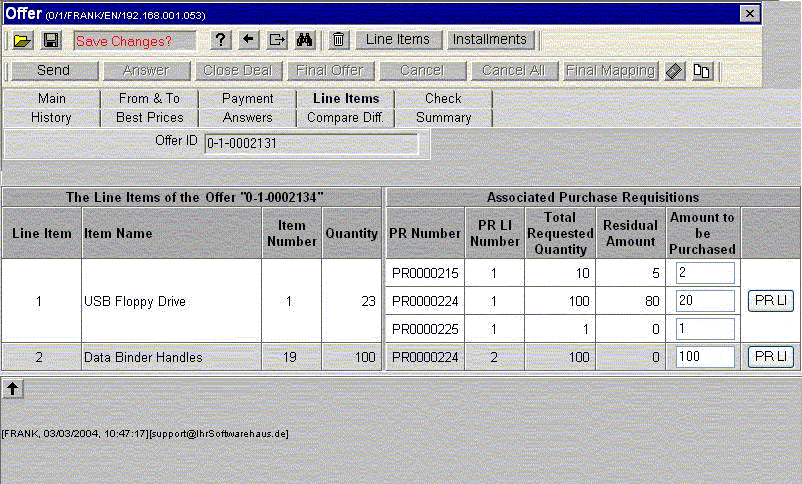 Offer (0/1/FRANK/EN/192.168.001.053)
Save Changes? ? Line Items Installments
Send Answer Close Deal Final Offer Cancel Cancel All Final Mapping
Main From & To Payment Line Items Check
History Best Prices Answers Compare Diff. Summary
Offer ID 0-1-0002131
The Line Items of the Offer "0-1-0002134" Associated Purchase Requisitions
Line Item Item Name Item Number Quantity PR Number PR LI Number Total Requested Quantity Residual Amount Amount to be Purchased
1 USB Floppy Drive 1 23 PR0000215 1 10 5 2
PR0000224 1 100 80 20 PR LI
PR0000225 1 1 0 1
2 Data Binder Handles 19 100 PR0000224 2 100 0 100 PR LI
[FRANK, 03/03/2004, 10:47:17][support@IhrSoftwarehaus.de]